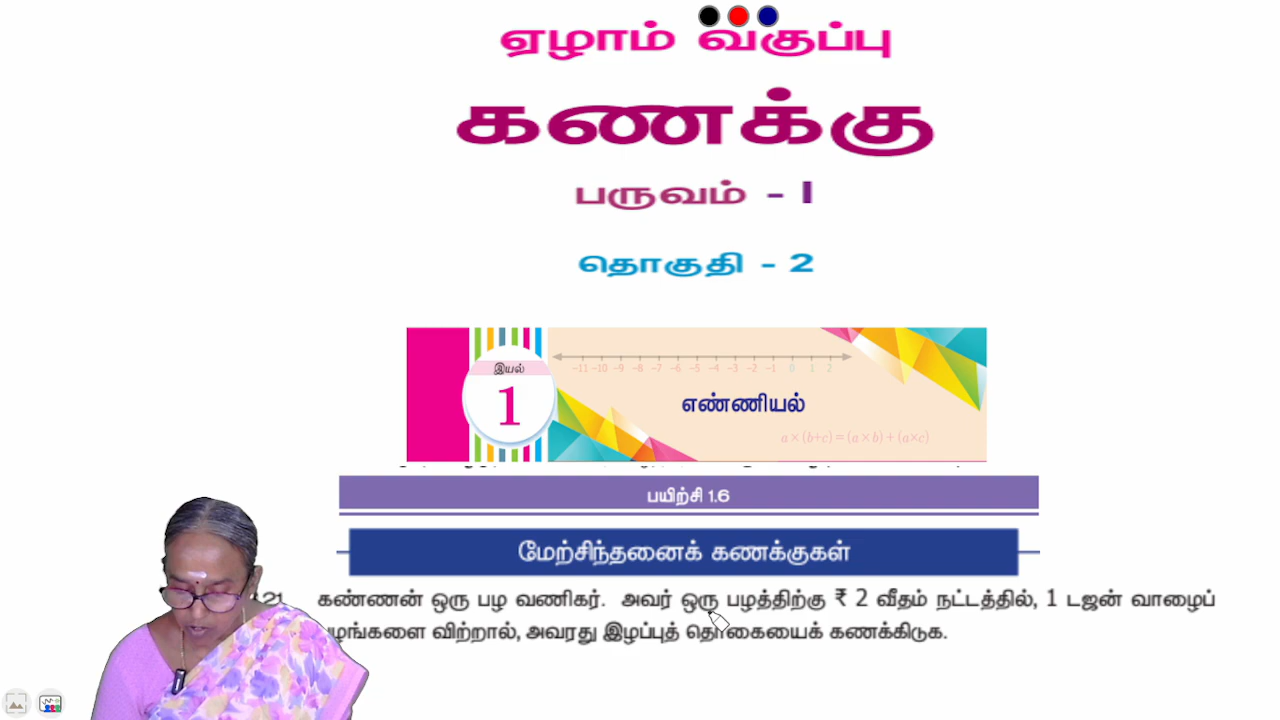 ஏழாம் வகுப்பு
கணக்கு
பருவம் - I
தொகுதி - 2
இயல்
1
-11 -10 -9 -8 -7 -6 -5 -4 -3 -2 -1 0 1 2
எண்ணியல்
a × (b+c) = (a × b) + (a×c)
பயிற்சி 1.6
மேற்சிந்தனைக் கணக்குகள்
21. கண்ணன் ஒரு பழ வணிகர். அவர் ஒரு பழத்திற்கு ₹ 2 வீதம் நட்டத்தில், 1 டஜன் வாழைப்
விற்றால், அவரது இழப்புத் தொகையைக் கணக்கிடுக.